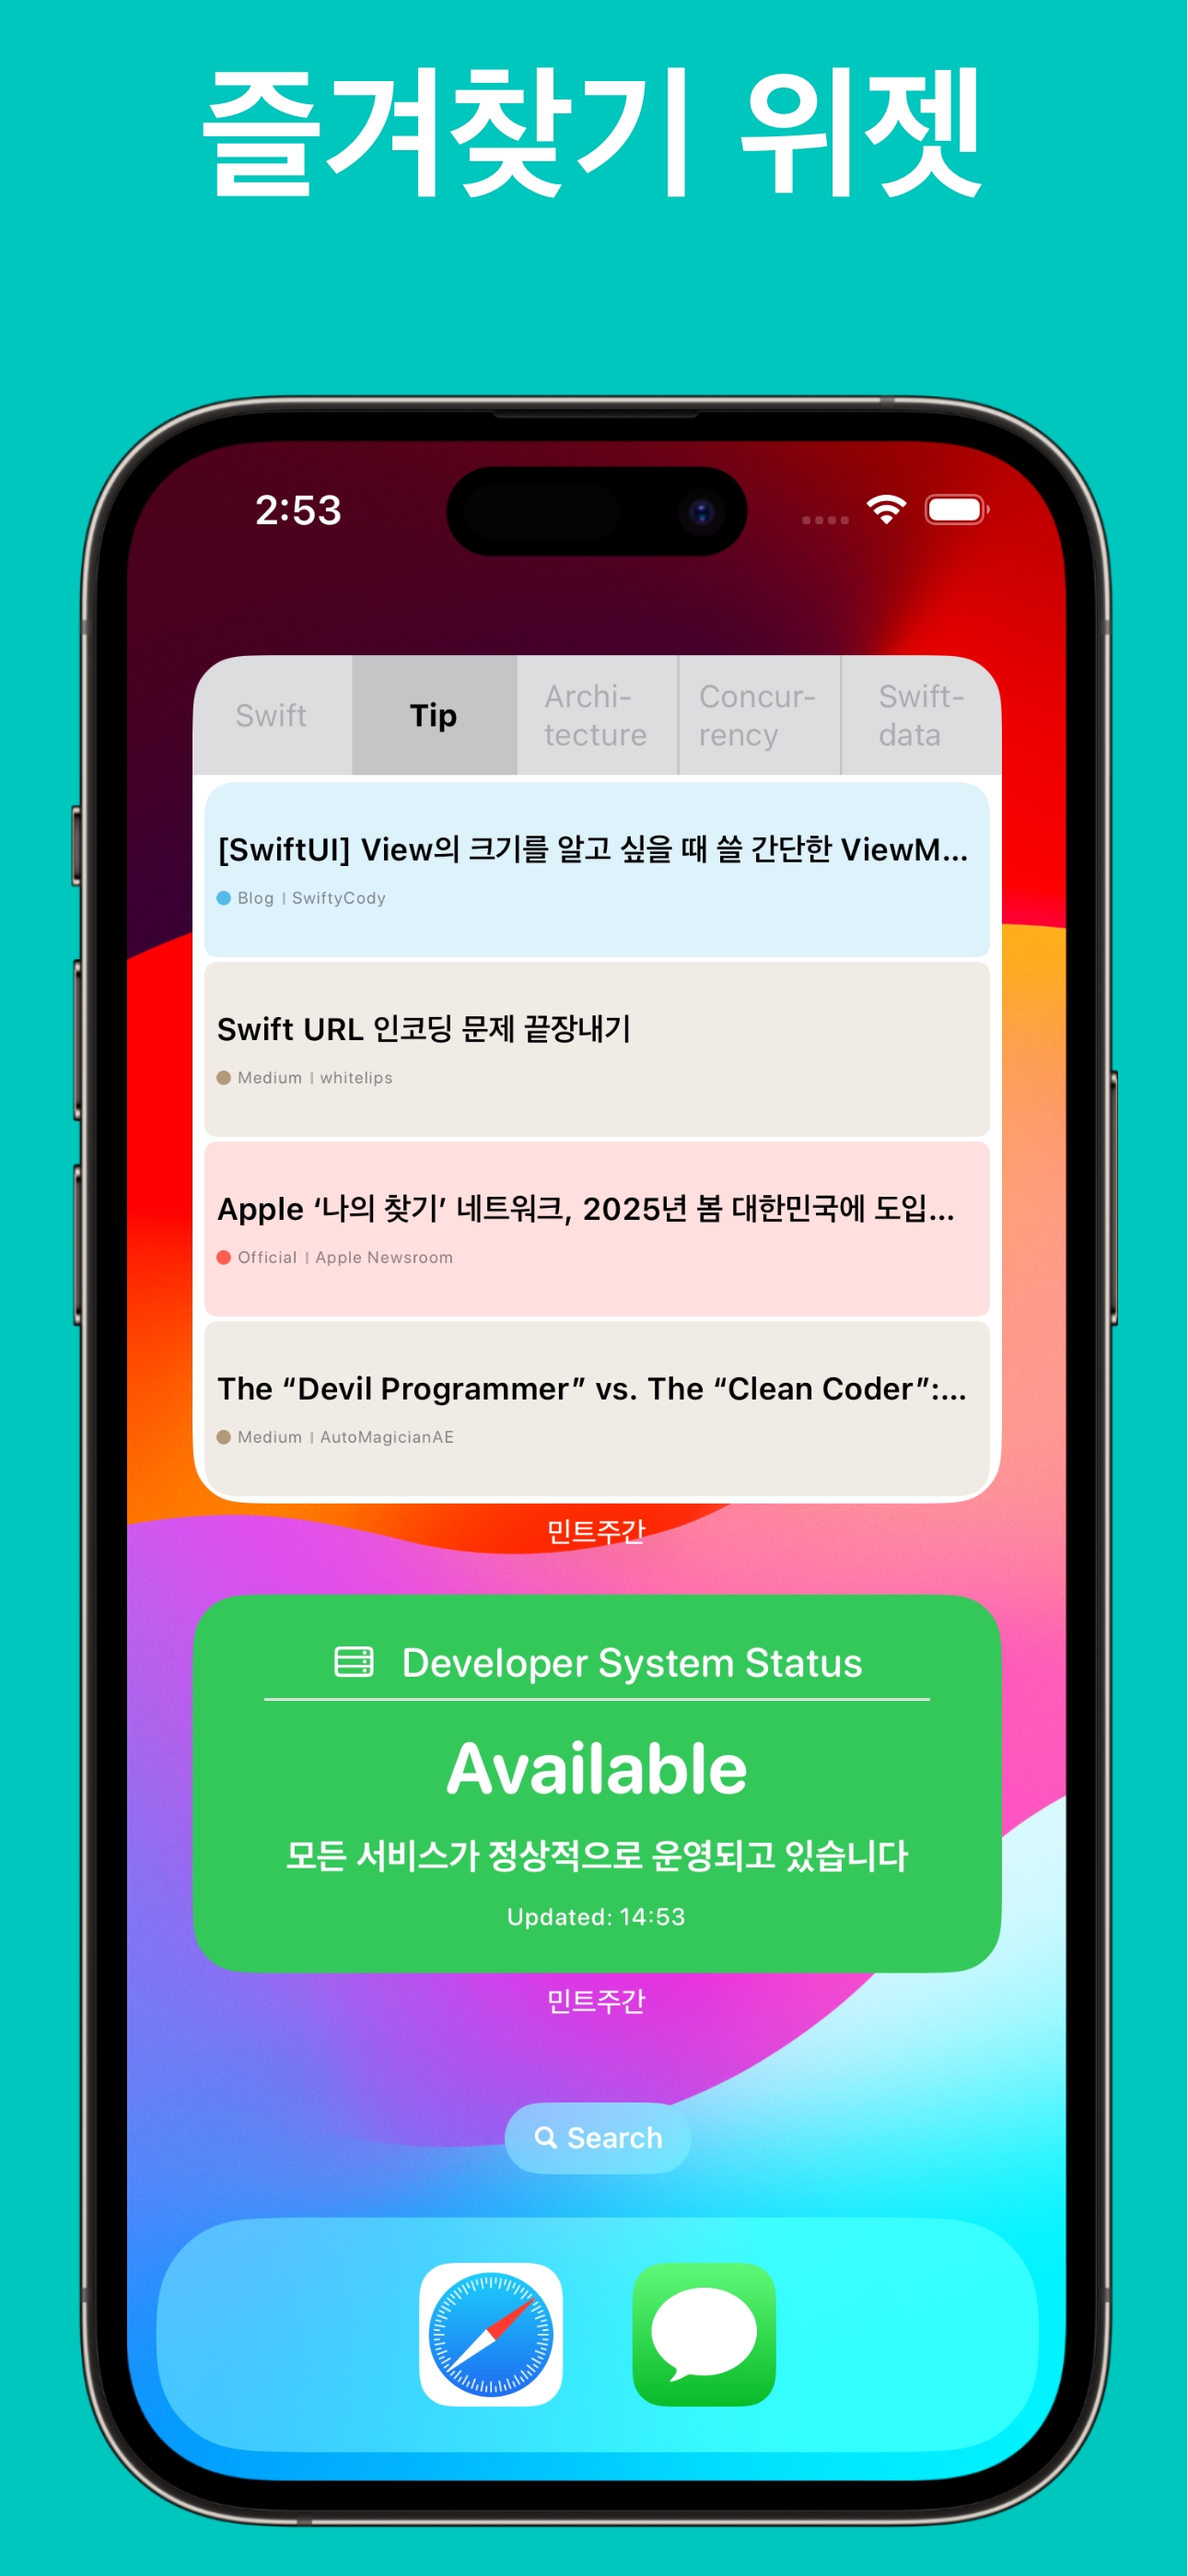 즐겨찾기 위젯
2:53
Swift
Tip
Archi-
tecture
Concur-
rency
Swift-
data
[SwiftUI] View의 크기를 알고 싶을 때 쓸 간단한 ViewM...
Blog | SwiftyCody
Swift URL 인코딩 문제 끝장내기
Medium | whitelips
Apple ‘나의 찾기’ 네트워크, 2025년 봄 대한민국에 도입...
Official | Apple Newsroom
The “Devil Programmer” vs. The “Clean Coder”:...
Medium | AutoMagicianAE
민트주간
Developer System Status
Available
모든 서비스가 정상적으로 운영되고 있습니다
Updated: 14:53
민트주간
Search